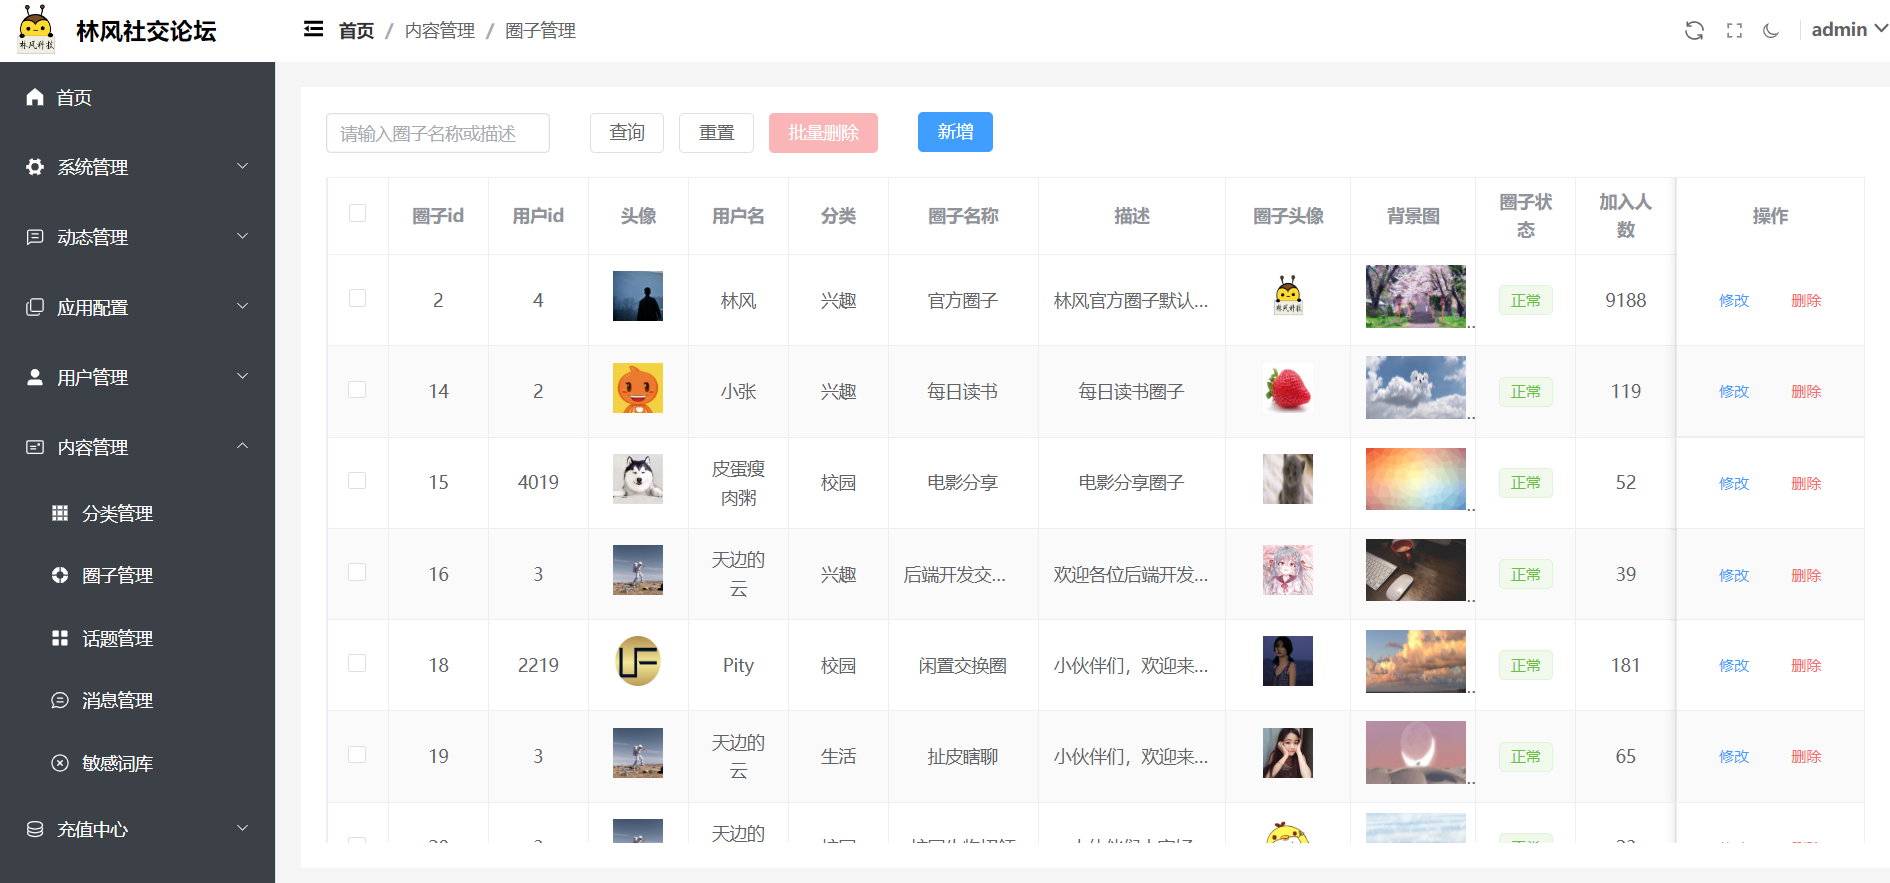 林风社交论坛
首页 / 内容管理 / 圈子管理
admin
首页
系统管理
动态管理
应用配置
用户管理
内容管理
分类管理
圈子管理
话题管理
消息管理
敏感词库
充值中心
请输入圈子名称或描述 查询 重置 批量删除 新增
圈子id 用户id 头像 用户名 分类 圈子名称 描述 圈子头像 背景图 圈子状态 加入人数 操作
2 4 林风 兴趣 官方圈子 林风官方圈子默认... 林风科技 .. 正常 9188 修改 删除
14 2 小张 兴趣 每日读书 每日读书圈子 .. 正常 119 修改 删除
15 4019 皮蛋瘦肉粥 校园 电影分享 电影分享圈子 .. 正常 52 修改 删除
16 3 天边的云 兴趣 后端开发交... 欢迎各位后端开发... .. 正常 39 修改 删除
18 2219 Pity 校园 闲置交换圈 小伙伴们，欢迎来... .. 正常 181 修改 删除
19 3 天边的云 生活 扯皮瞎聊 小伙伴们，欢迎来... .. 正常 65 修改 删除
天边的